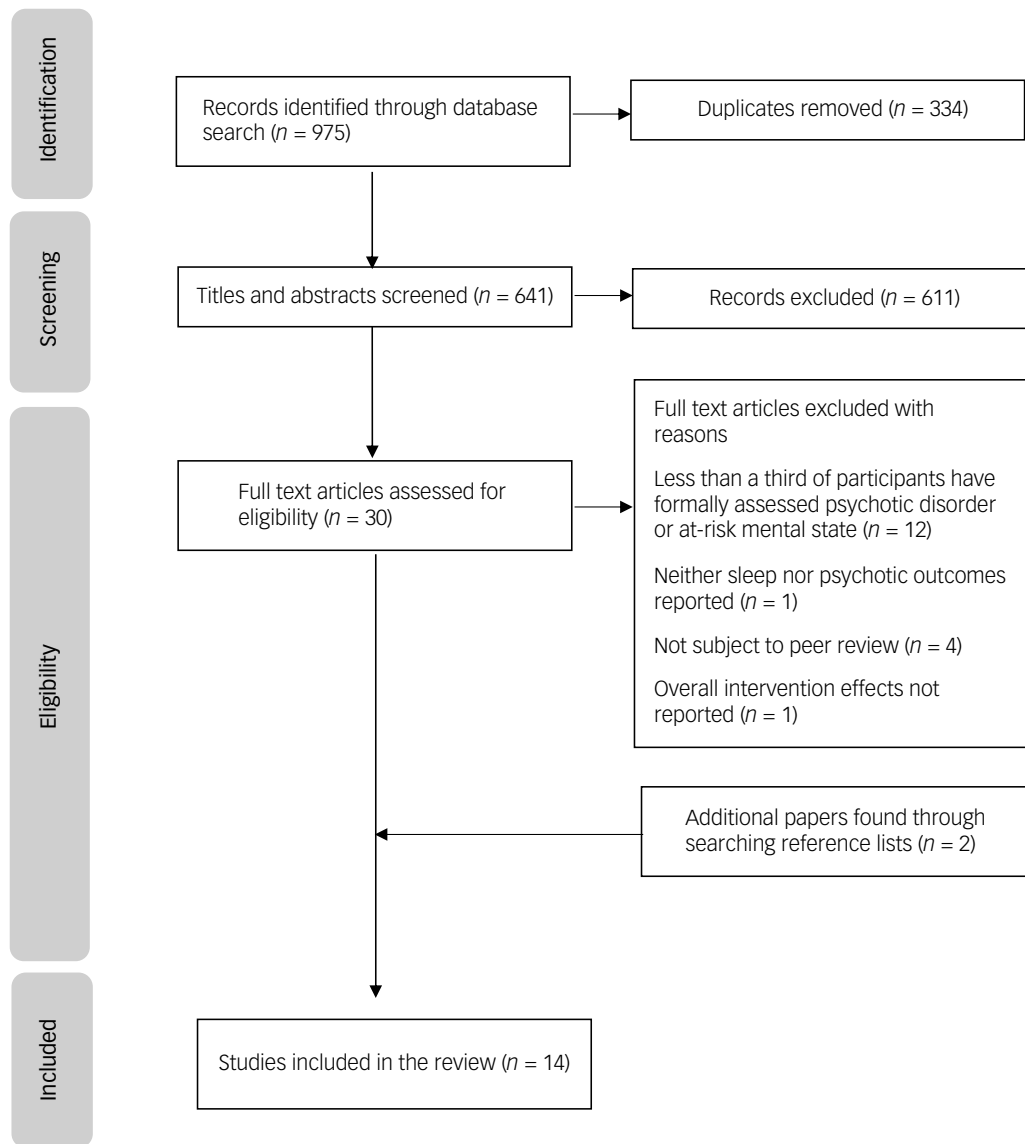 Identification
Records identified through database
search (n = 975)
Duplicates removed (n = 334)
Screening
Titles and abstracts screened (n = 641)
Records excluded (n = 611)
Eligibility
Full text articles assessed for
eligibility (n = 30)
Full text articles excluded with
reasons
Less than a third of participants have
formally assessed psychotic disorder
or at-risk mental state (n = 12)
Neither sleep nor psychotic outcomes
reported (n = 1)
Not subject to peer review (n = 4)
Overall intervention effects not
reported (n = 1)
Additional papers found through
searching reference lists (n = 2)
Included
Studies included in the review (n = 14)